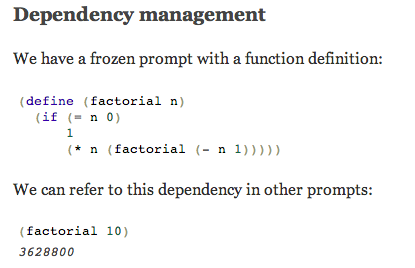 Dependency management
We have a frozen prompt with a function definition:
(define (factorial n)
(if (= n 0)
1
(* n (factorial (- n 1)))))
We can refer to this dependency in other prompts:
(factorial 10)
3628800